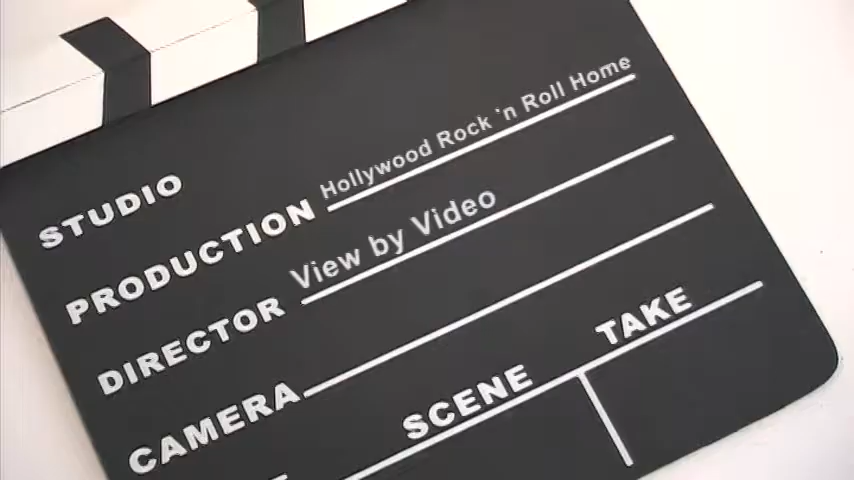 STUDIO
Hollywood Rock 'n Roll Home
PRODUCTION
View by Video
DIRECTOR
CAMERA
SCENE
TAKE